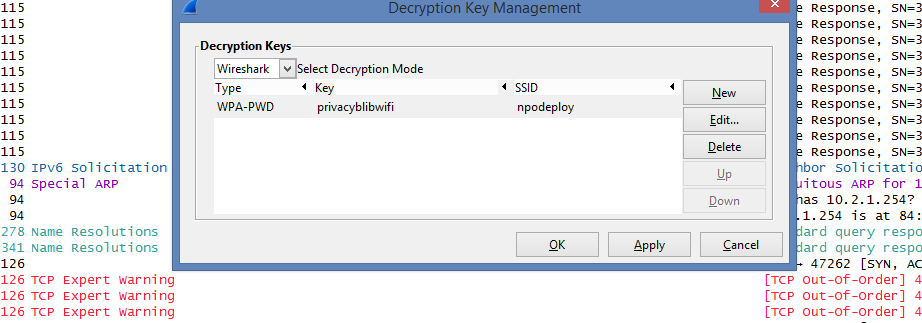 Decryption Key Management
115 e Response, SN=3
115 e Response, SN=3
115 e Response, SN=3
115 e Response, SN=3
115 e Response, SN=3
115 e Response, SN=3
115 e Response, SN=3
115 e Response, SN=3
115 e Response, SN=3
115 e Response, SN=3
Decryption Keys
Wireshark Select Decryption Mode
Type Key SSID
WPA-PWD privacyblibwifi npodeploy
New
Edit...
Delete
Up
Down
OK Apply Cancel
130 IPv6 Solicitation hbor Solicitatio
94 Special ARP uitous ARP for 1
94 has 10.2.1.254?
94 .1.254 is at 84:
278 Name Resolutions dard query respo
341 Name Resolutions dard query respo
126 → 47262 [SYN, AC
126 TCP Expert Warning [TCP Out-Of-Order] 4
126 TCP Expert Warning [TCP Out-Of-Order] 4
126 TCP Expert Warning [TCP Out-Of-Order] 4